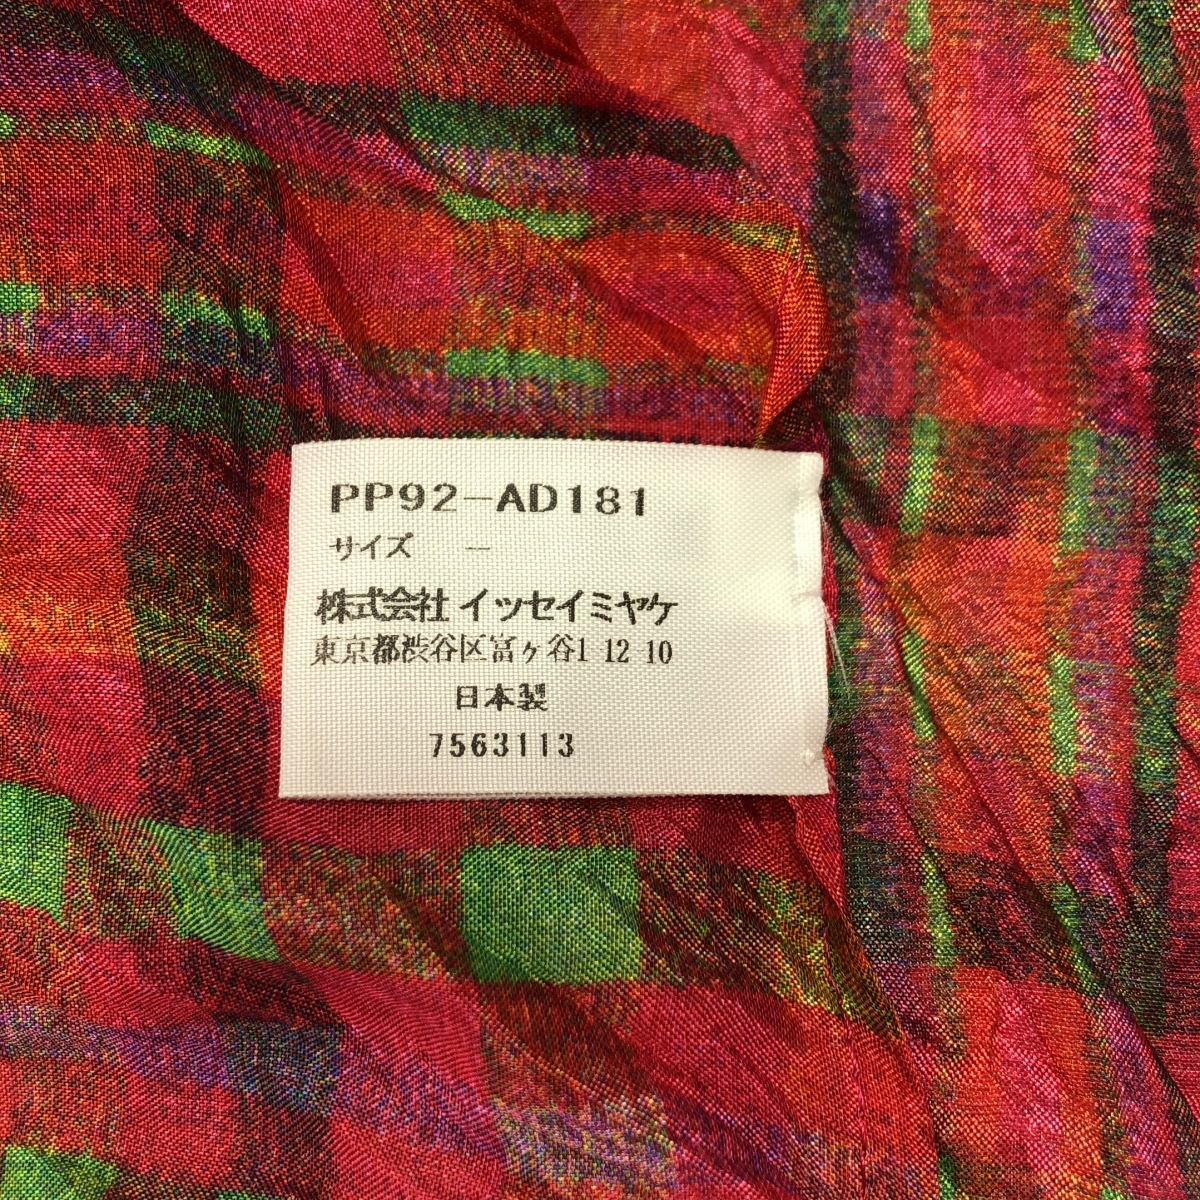 PP92-AD181
サイズ －
株式会社 イッセイミヤケ
東京都渋谷区富ヶ谷1 12 10
日本製
7563113